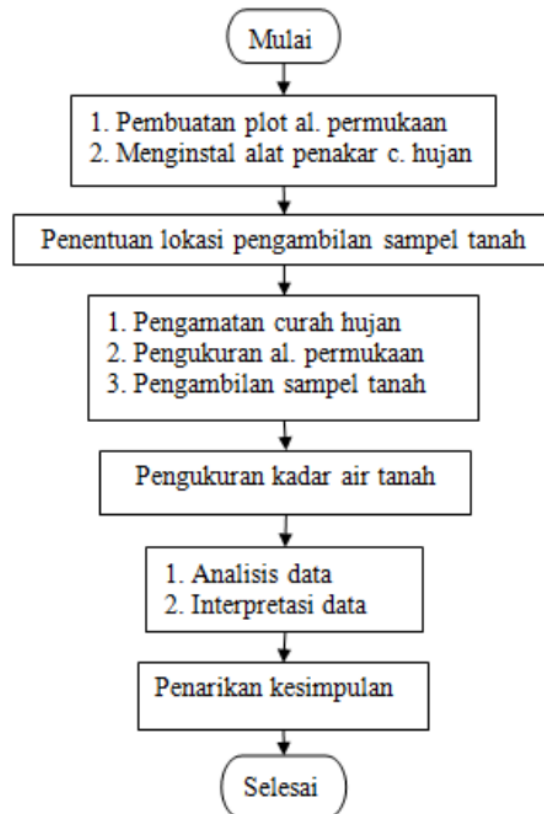 Mulai
1. Pembuatan plot al. permukaan
2. Menginstal alat penakar c. hujan
Penentuan lokasi pengambilan sampel tanah
1. Pengamatan curah hujan
2. Pengukuran al. permukaan
3. Pengambilan sampel tanah
Pengukuran kadar air tanah
1. Analisis data
2. Interpretasi data
Penarikan kesimpulan
Selesai